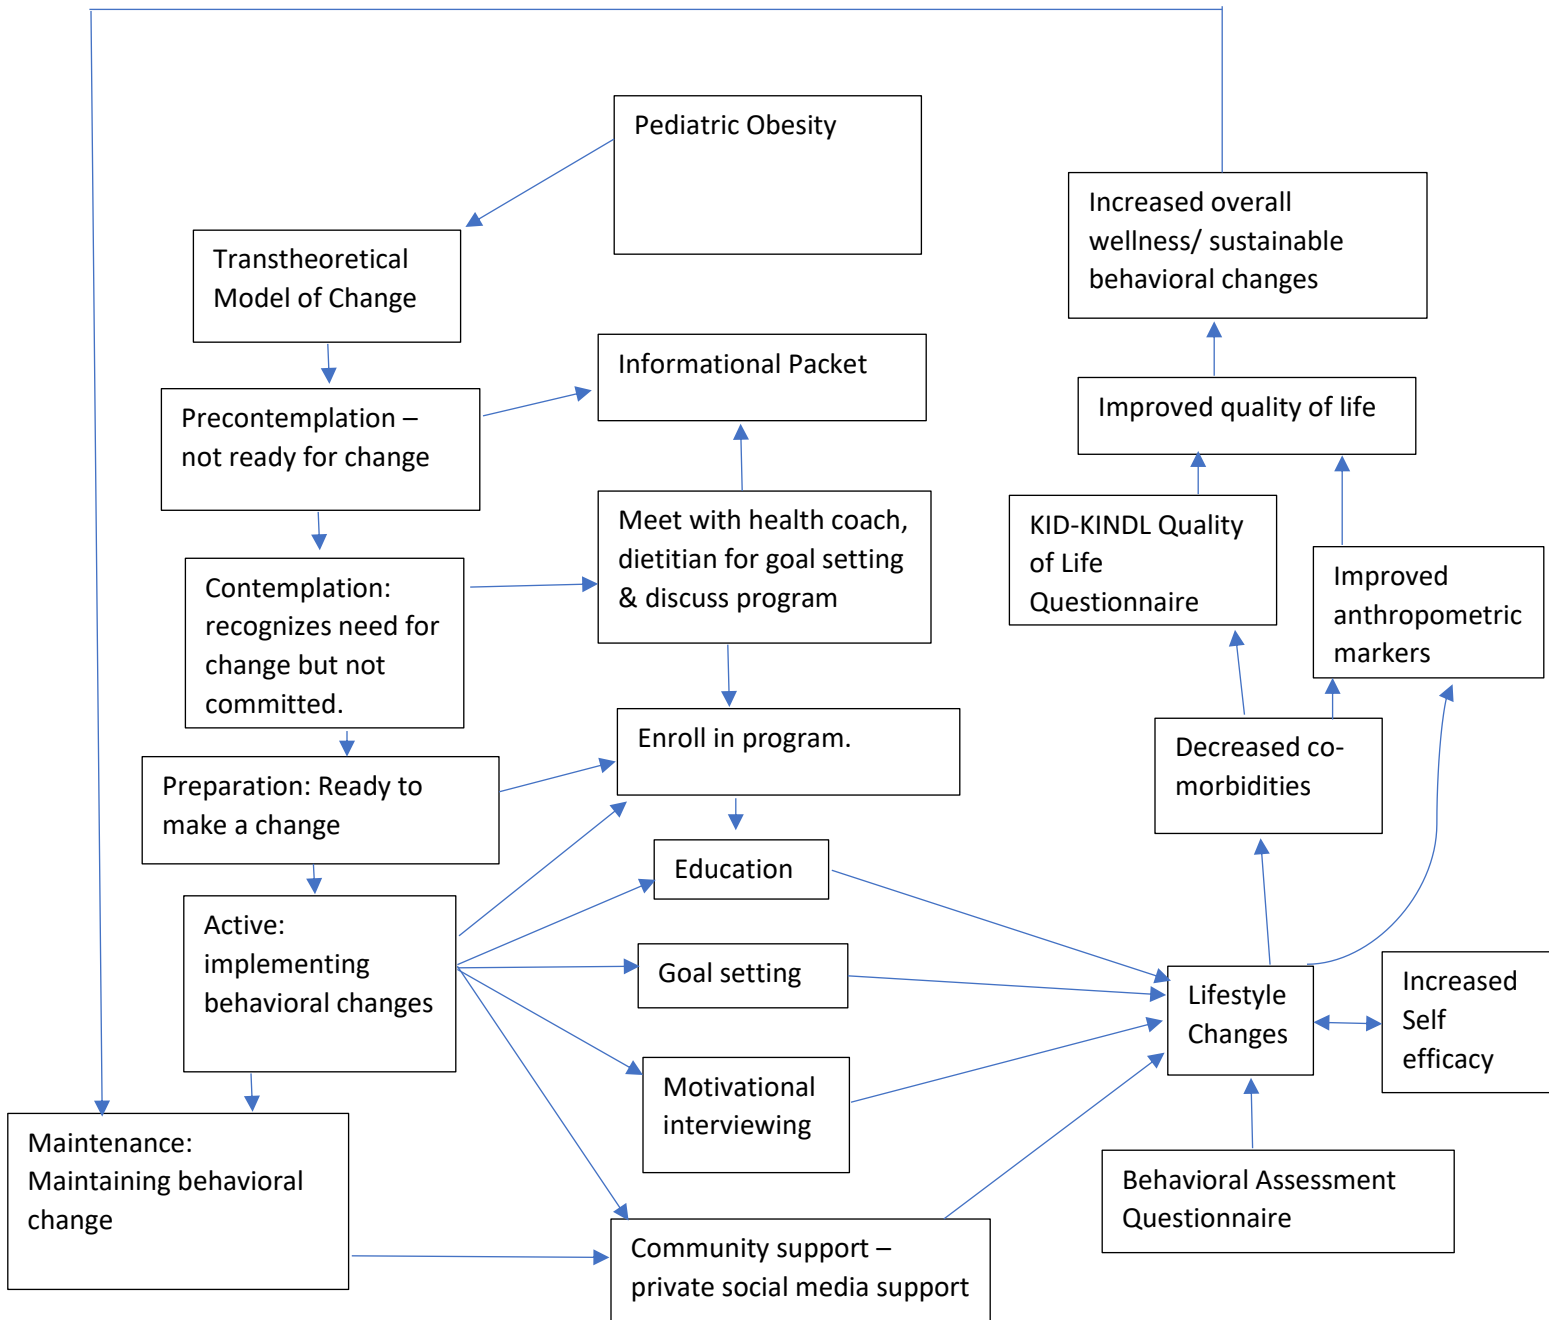 Pediatric Obesity
Transtheoretical
Model of Change
Precontemplation –
not ready for change
Informational Packet
Contemplation:
recognizes need for
change but not
committed.
Meet with health coach,
dietitian for goal setting
& discuss program
Preparation: Ready to
make a change
Enroll in program.
Active:
implementing
behavioral changes
Education
Goal setting
Motivational
interviewing
Maintenance:
Maintaining behavioral
change
Community support –
private social media support
Increased overall
wellness/ sustainable
behavioral changes
Improved quality of life
KID-KINDL Quality
of Life
Questionnaire
Improved
anthropometric
markers
Decreased co-
morbidities
Lifestyle
Changes
Increased
Self
efficacy
Behavioral Assessment
Questionnaire